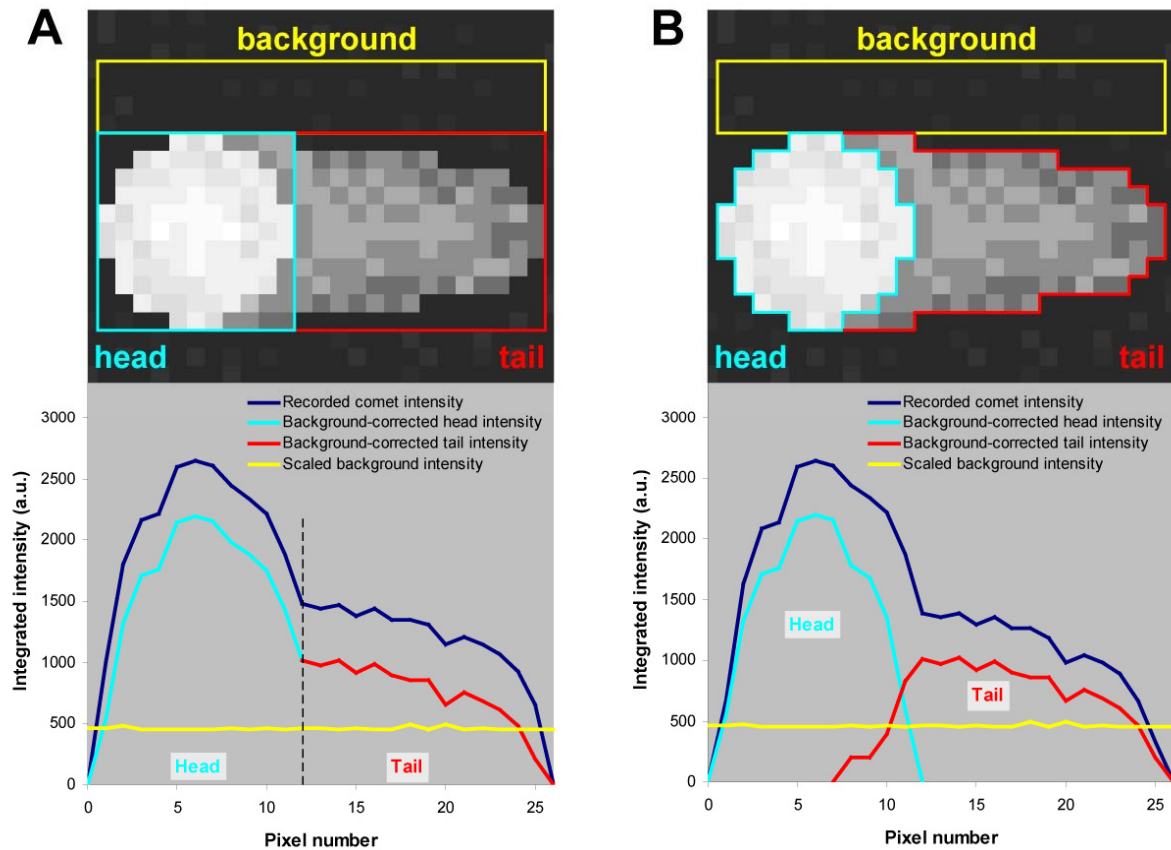 A
background
head
tail
Integrated intensity (a.u.)
3000
2500
2000
1500
1000
500
0
Recorded comet intensity
Background-corrected head intensity
Background-corrected tail intensity
Scaled background intensity
Head
Tail
0 5 10 15 20 25
Pixel number
B
background
head
tail
Integrated intensity (a.u.)
3000
2500
2000
1500
1000
500
0
Recorded comet intensity
Background-corrected head intensity
Background-corrected tail intensity
Scaled background intensity
Head
Tail
0 5 10 15 20 25
Pixel number